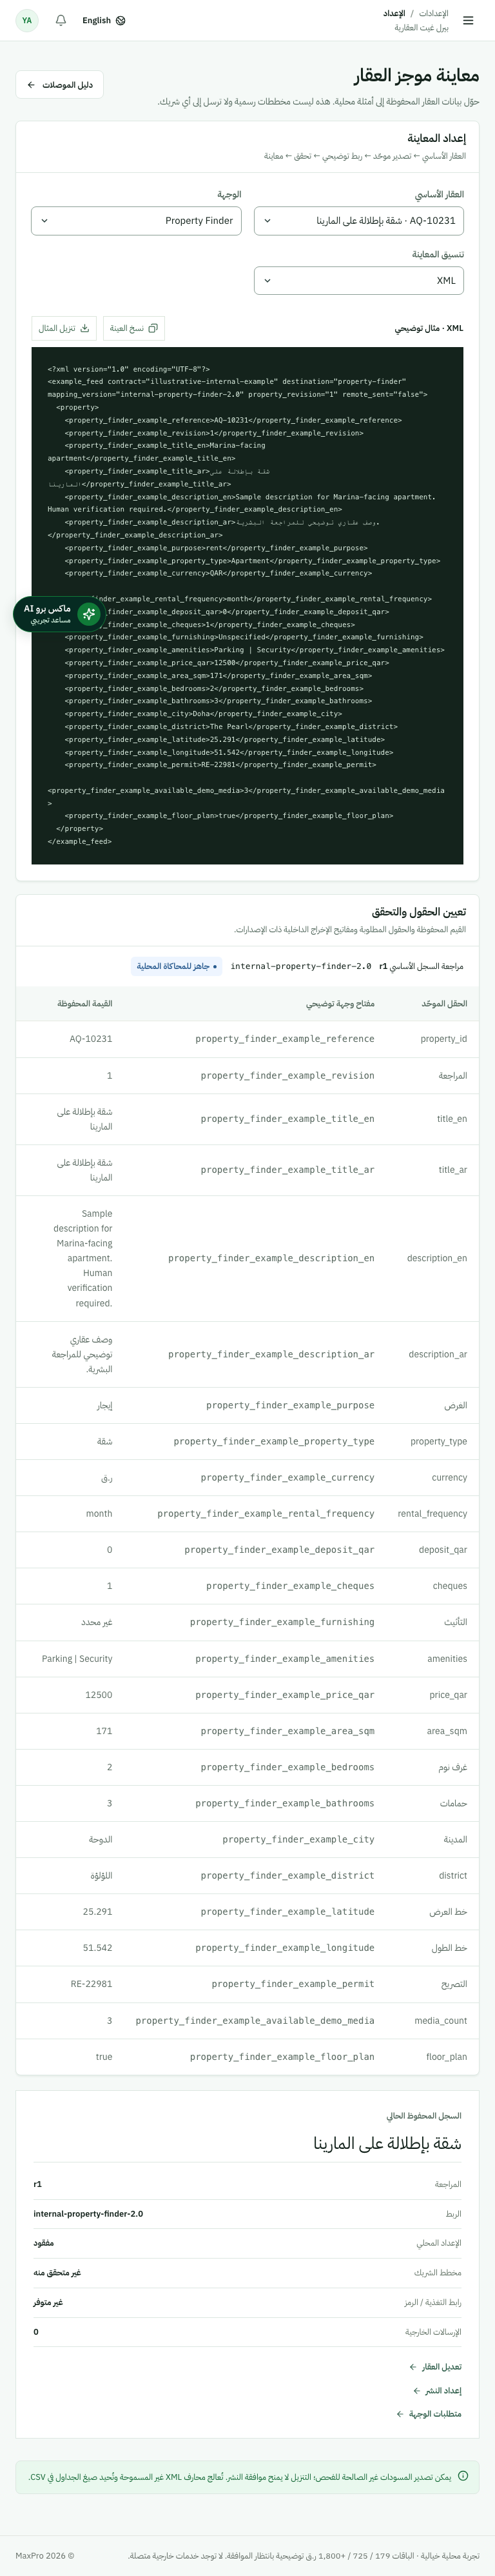 الإعدادات / الإعداد
بيرل غيت العقارية
English
YA
معاينة موجز العقار
حوّل بيانات العقار المحفوظة إلى أمثلة محلية. هذه ليست مخططات رسمية ولا نرسل إلى أي شريك.
دليل الموصلات ←
إعداد المعاينة
العقار الأساسي ← تصدير موحّد ← ربط توضيحي ← تحقق ← معاينة
العقار الأساسي
AQ-10231 · شقة بإطلالة على المارينا
الوجهة
Property Finder
تنسيق المعاينة
XML
XML · مثال توضيحي
نسخ العينة
تنزيل المثال
<?xml version="1.0" encoding="UTF-8"?>
<example_feed contract="illustrative-internal-example" destination="property-finder"
mapping_version="internal-property-finder-2.0" property_revision="1" remote_sent="false">
<property>
<property_finder_example_reference>AQ-10231</property_finder_example_reference>
<property_finder_example_revision>1</property_finder_example_revision>
<property_finder_example_title_en>Marina-facing
apartment</property_finder_example_title_en>
<property_finder_example_title_ar>شقة بإطلالة على
المارينا</property_finder_example_title_ar>
<property_finder_example_description_en>Sample description for Marina-facing apartment.
Human verification required.</property_finder_example_description_en>
<property_finder_example_description_ar>وصف عقاري توضيحي للمراجعة البشرية.
</property_finder_example_description_ar>
<property_finder_example_purpose>rent</property_finder_example_purpose>
<property_finder_example_property_type>Apartment</property_finder_example_property_type>
<property_finder_example_currency>QAR</property_finder_example_currency>
inder_example_rental_frequency>month</property_finder_example_rental_frequency>
finder_example_deposit_qar>0</property_finder_example_deposit_qar>
finder_example_cheques>1</property_finder_example_cheques>
<property_finder_example_furnishing>Unspecified</property_finder_example_furnishing>
<property_finder_example_amenities>Parking | Security</property_finder_example_amenities>
<property_finder_example_price_qar>12500</property_finder_example_price_qar>
<property_finder_example_area_sqm>171</property_finder_example_area_sqm>
<property_finder_example_bedrooms>2</property_finder_example_bedrooms>
<property_finder_example_bathrooms>3</property_finder_example_bathrooms>
<property_finder_example_city>Doha</property_finder_example_city>
<property_finder_example_district>The Pearl</property_finder_example_district>
<property_finder_example_latitude>25.291</property_finder_example_latitude>
<property_finder_example_longitude>51.542</property_finder_example_longitude>
<property_finder_example_permit>RE-22981</property_finder_example_permit>
<property_finder_example_available_demo_media>3</property_finder_example_available_demo_media
>
<property_finder_example_floor_plan>true</property_finder_example_floor_plan>
</property>
</example_feed>
ماكس برو AI
مساعد تجريبي
تعيين الحقول والتحقق
القيم المحفوظة والحقول المطلوبة ومفاتيح الإخراج الداخلية ذات الإصدارات.
مراجعة السجل الأساسي r1 internal-property-finder-2.0 جاهز للمحاكاة المحلية
الحقل الموحّد مفتاح وجهة توضيحي القيمة المحفوظة
property_id property_finder_example_reference AQ-10231
المراجعة property_finder_example_revision 1
title_en property_finder_example_title_en شقة بإطلالة على
المارينا
title_ar property_finder_example_title_ar شقة بإطلالة على
المارينا
description_en property_finder_example_description_en Sample
description for
Marina-facing
apartment.
Human
verification
required.
description_ar property_finder_example_description_ar وصف عقاري
توضيحي للمراجعة
البشرية.
الغرض property_finder_example_purpose إيجار
property_type property_finder_example_property_type شقة
currency property_finder_example_currency ر.ق
rental_frequency property_finder_example_rental_frequency month
deposit_qar property_finder_example_deposit_qar 0
cheques property_finder_example_cheques 1
التأثيث property_finder_example_furnishing غير محدد
amenities property_finder_example_amenities Parking | Security
price_qar property_finder_example_price_qar 12500
area_sqm property_finder_example_area_sqm 171
غرف نوم property_finder_example_bedrooms 2
حمامات property_finder_example_bathrooms 3
المدينة property_finder_example_city الدوحة
district property_finder_example_district اللؤلؤة
خط العرض property_finder_example_latitude 25.291
خط الطول property_finder_example_longitude 51.542
التصريح property_finder_example_permit RE-22981
media_count property_finder_example_available_demo_media 3
floor_plan property_finder_example_floor_plan true
السجل المحفوظ الحالي
شقة بإطلالة على المارينا
المراجعة r1
الربط internal-property-finder-2.0
الإعداد المحلي مفقود
مخطط الشريك غير متحقق منه
رابط التغذية / الرمز غير متوفر
الإرسالات الخارجية 0
تعديل العقار ←
إعداد النشر ←
متطلبات الوجهة ←
يمكن تصدير المسودات غير الصالحة للفحص؛ التنزيل لا يمنح موافقة النشر. تُعالج محارف XML غير المسموحة وتُحيد صيغ الجداول في CSV.
تجربة محلية خيالية · الباقات 179 / 725 / +1,800 ر.ق توضيحية بانتظار الموافقة. لا توجد خدمات خارجية متصلة.
© 2026 MaxPro